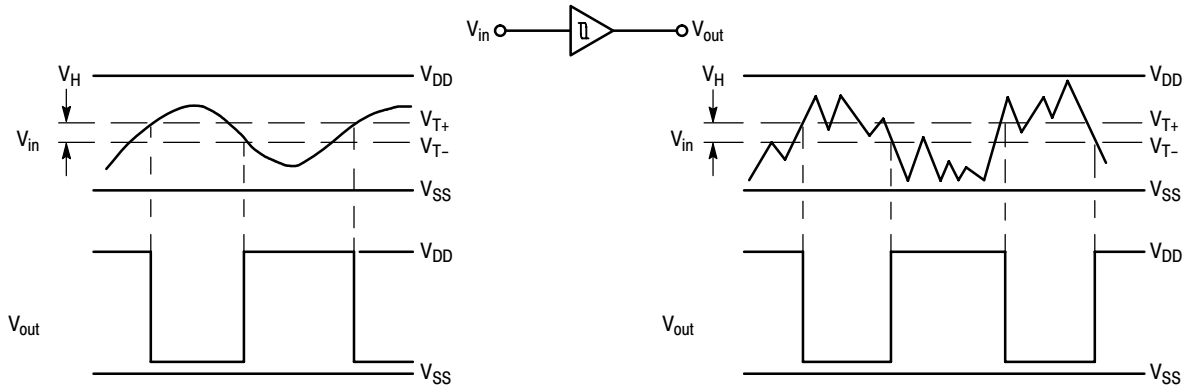 V_in V_out
V_H V_DD
V_T+
V_in V_T−
V_SS
V_DD
V_out
V_SS
V_H V_DD
V_T+
V_in V_T−
V_SS
V_DD
V_out
V_SS